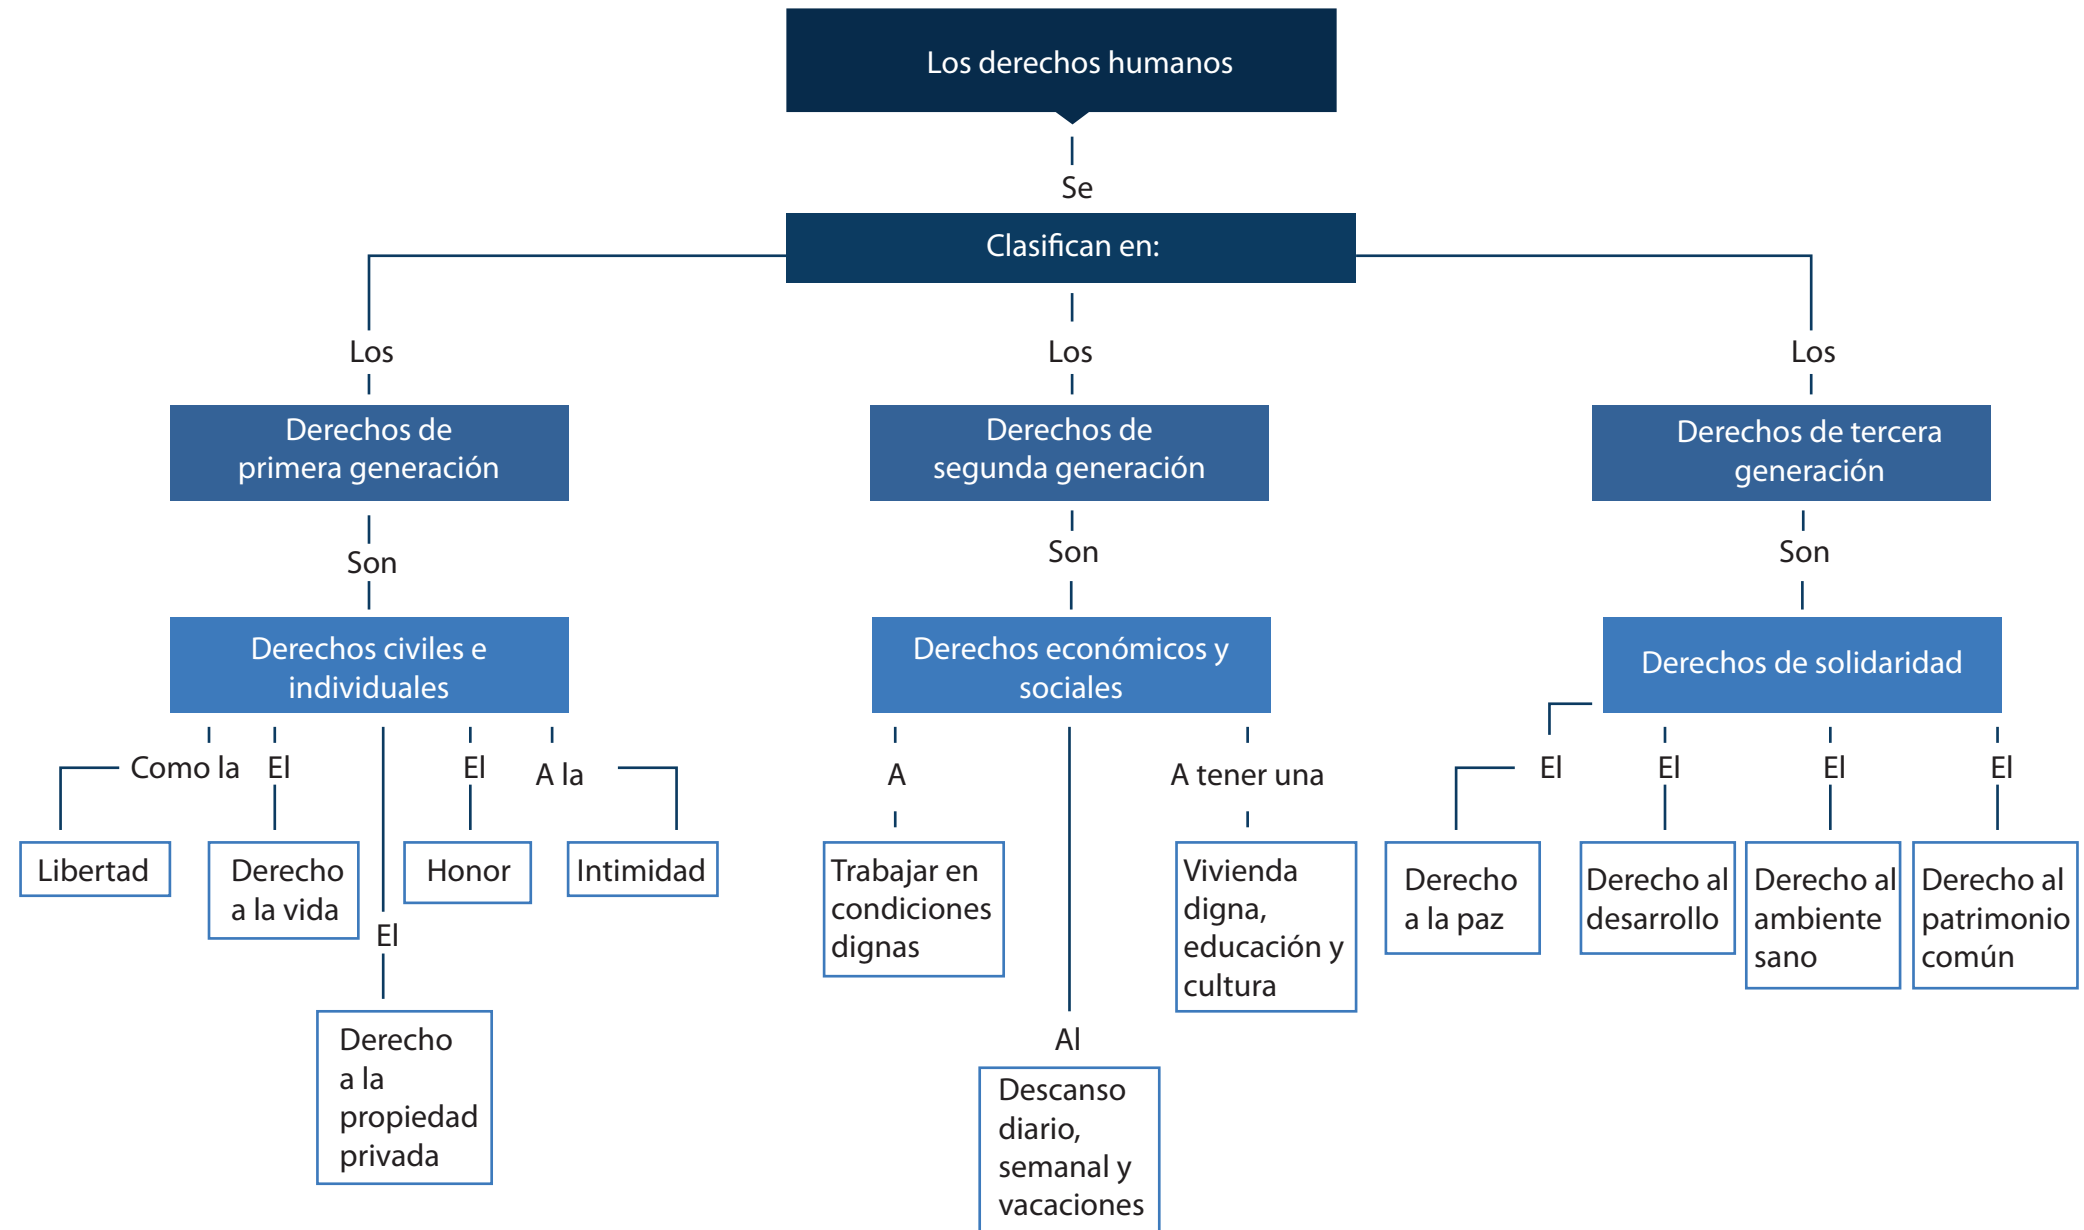 Los derechos humanos
Se
Clasifican en:
Los
Los
Los
Derechos de
primera generación
Derechos de
segunda generación
Derechos de tercera
generación
Son
Son
Son
Derechos civiles e
individuales
Derechos económicos y
sociales
Derechos de solidaridad
Como la
El
El
A la
A
A tener una
El
El
El
El
Libertad
Derecho
a la vida
Honor
Intimidad
Trabajar en
condiciones
dignas
Vivienda
digna,
educación y
cultura
Derecho
a la paz
Derecho al
desarrollo
Derecho al
ambiente
sano
Derecho al
patrimonio
común
El
Derecho
a la
propiedad
privada
Al
Descanso
diario,
semanal y
vacaciones